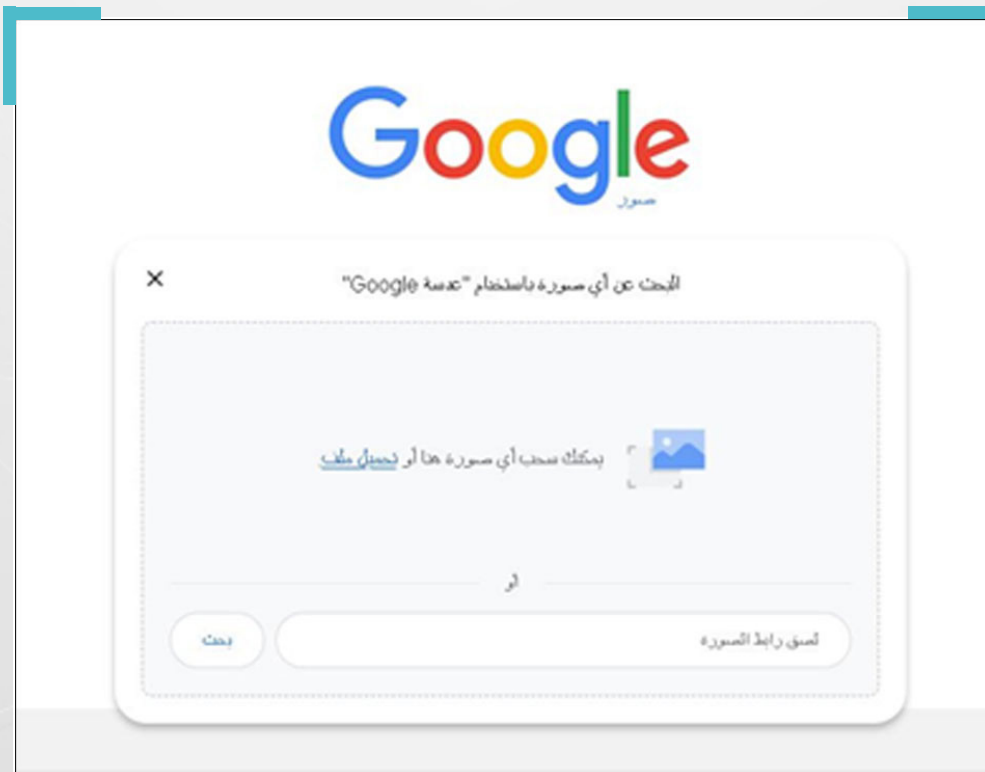 Google
صور
البحث عن أي صورة باستخدام "عدسة Google"
يمكنك سحب أي صورة هنا أو تحميل ملف
أو
لصق رابط الصورة
بحث